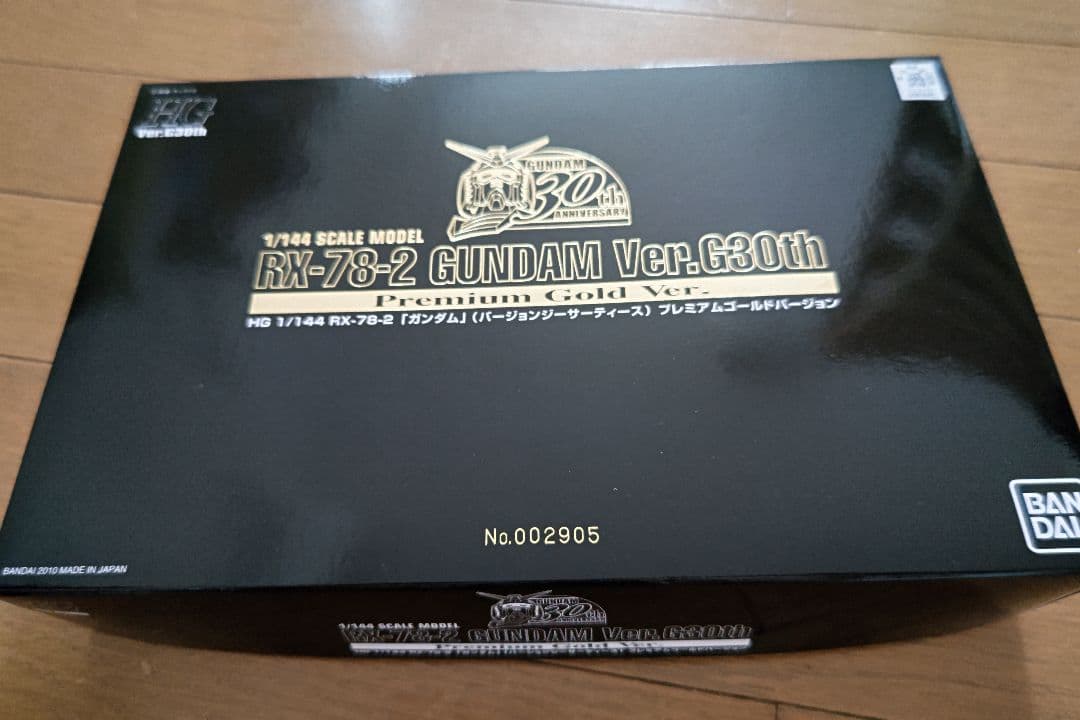 HG
Ver.G30th
GUNDAM
30th
ANNIVERSARY
1/144 SCALE MODEL
RX-78-2 GUNDAM Ver.G30th
Premium Gold Ver.
HG 1/144 RX-78-2「ガンダム」(バージョンジーサーティース) プレミアムゴールドバージョン
No.002905
BAN
DAI
BANDAI 2010 MADE IN JAPAN
GUNDAM
30th
1/144 SCALE MODEL
RX-78-2 GUNDAM Ver.G30th
Premium Gold Ver.